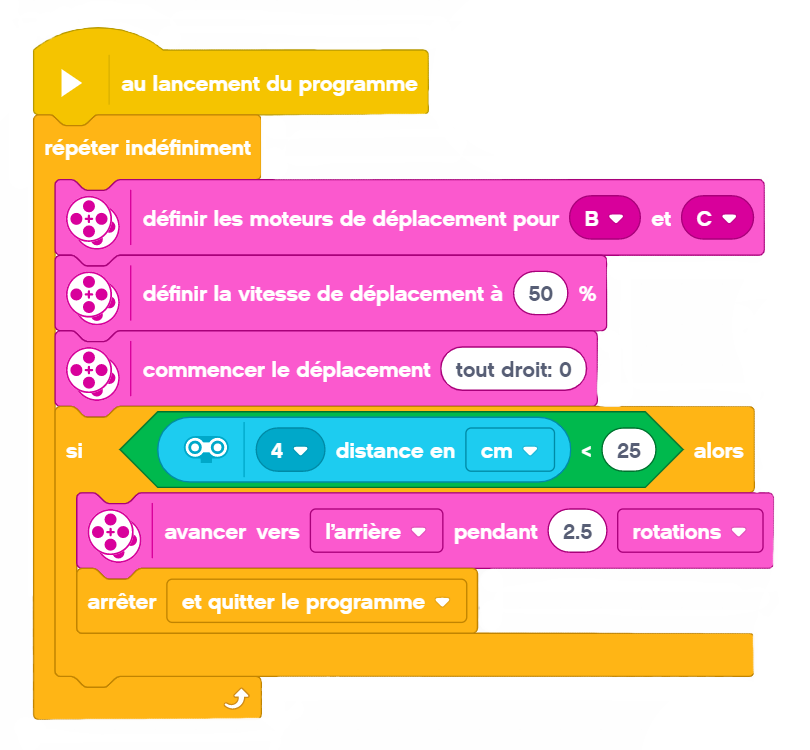 au lancement du programme
répéter indéfiniment
définir les moteurs de déplacement pour B et C
définir la vitesse de déplacement à 50 %
commencer le déplacement tout droit: 0
si 4 distance en cm < 25 alors
avancer vers l'arrière pendant 2.5 rotations
arrêter et quitter le programme